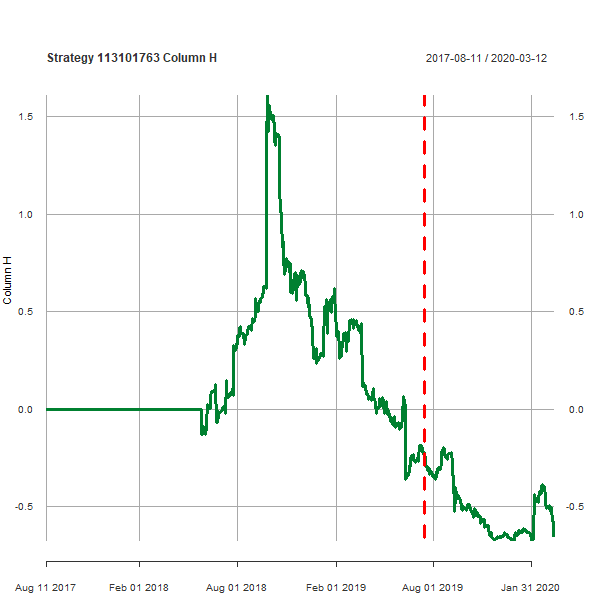 Strategy 113101763 Column H
2017-08-11 / 2020-03-12
1.5
1.5
1.0
1.0
0.5
0.5
0.0
0.0
-0.5
-0.5
Column H
Aug 11 2017
Feb 01 2018
Aug 01 2018
Feb 01 2019
Aug 01 2019
Jan 31 2020